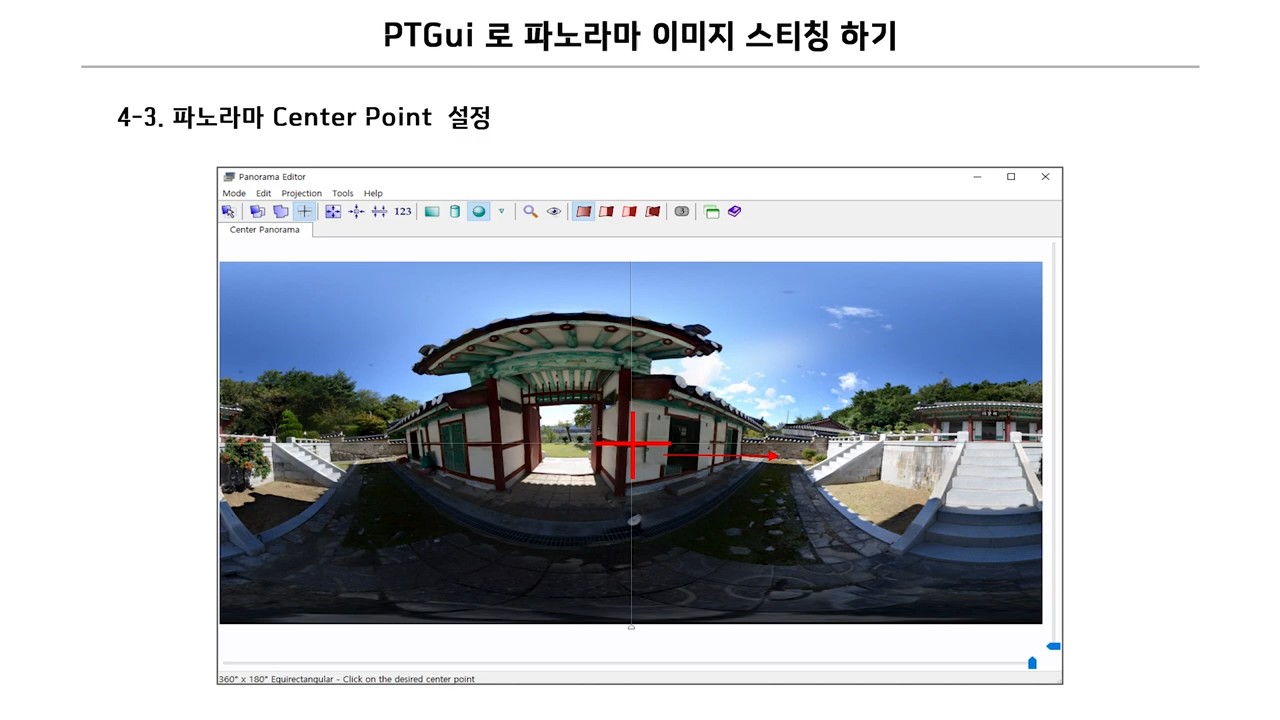 PTGui 로 파노라마 이미지 스티칭 하기
4-3. 파노라마 Center Point 설정
Panorama Editor
Mode Edit Projection Tools Help
123
3
Center Panorama
360° x 180° Equirectangular - Click on the desired center point